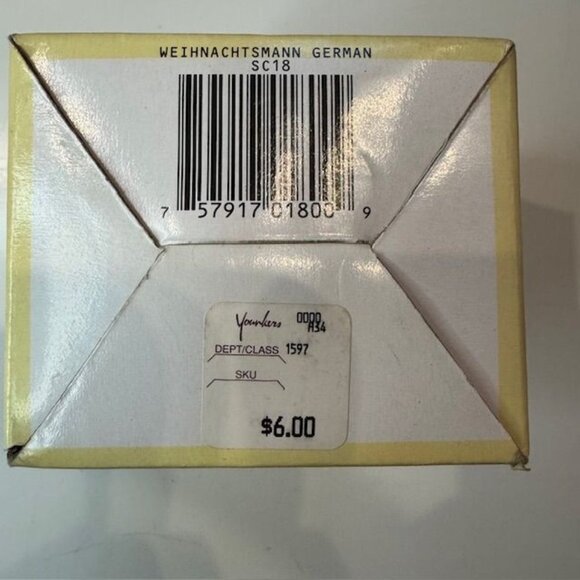 WEIHNACHTSMANN GERMAN
SC18
7 57917 01800 9
Younkers 0000
A34
DEPT/CLASS 1597
SKU
$6.00